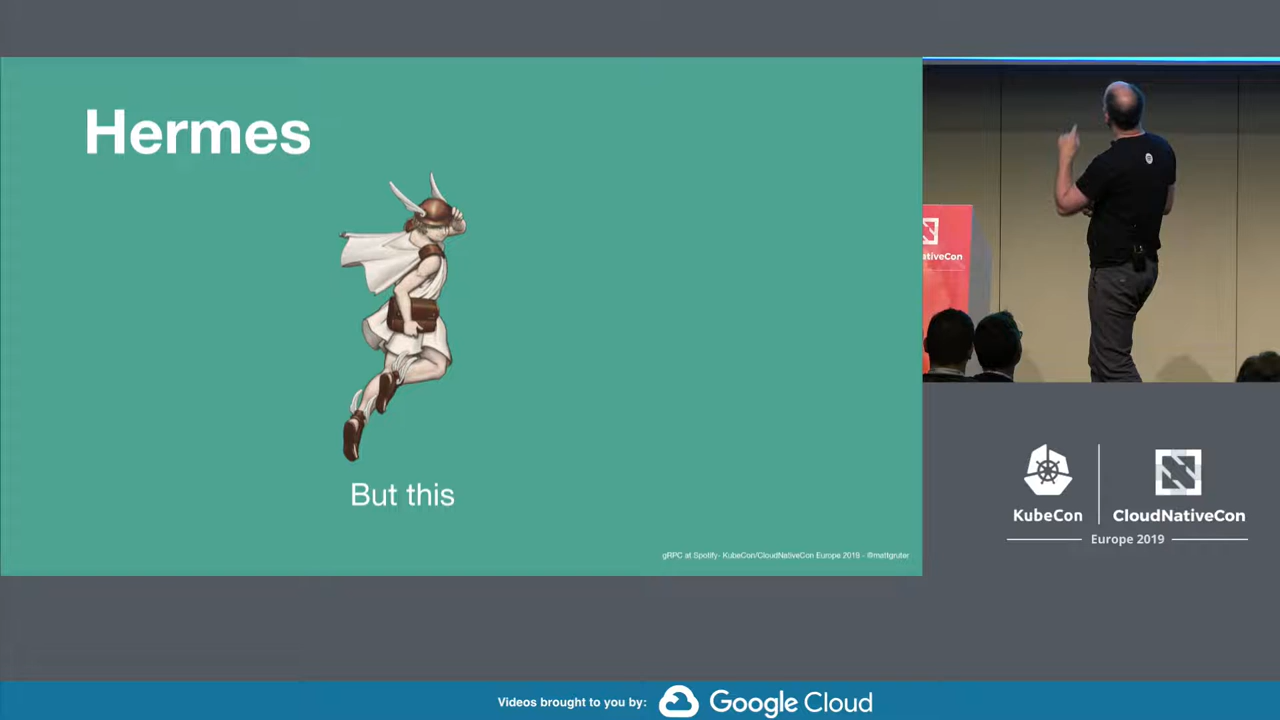 Hermes
But this
gRPC at Spotify- KubeCon/CloudNativeCon Europe 2019 - @mattgruter
ativeCon
KubeCon
CloudNativeCon
Europe 2019
Videos brought to you by:
Google Cloud